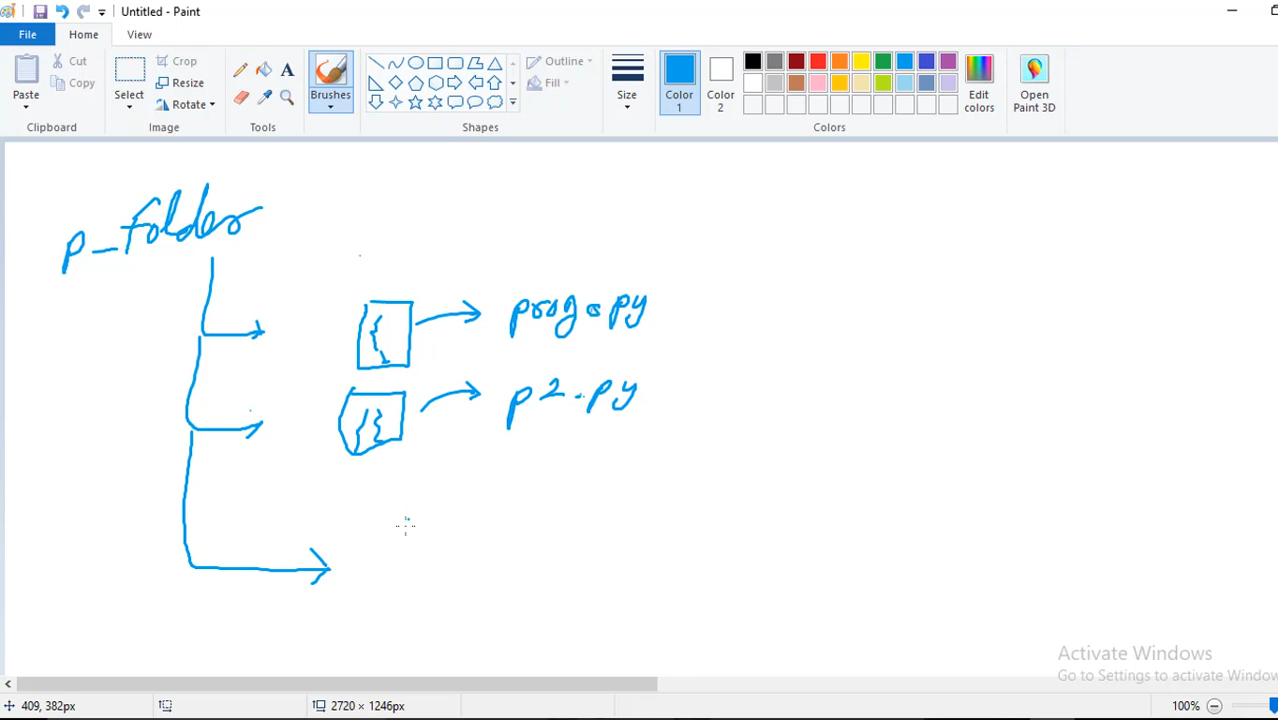 Untitled - Paint
File Home View
Paste
Cut
Copy
Clipboard
Select
Crop
Resize
Rotate
Image
A
Tools
Brushes
Outline
Fill
Shapes
Size
Color 1
Color 2
Edit colors
Colors
Open Paint 3D
p_Folder
prog.py
p2.py
Activate Windows
Go to Settings to activate Window
409, 382px
2720 × 1246px
100%